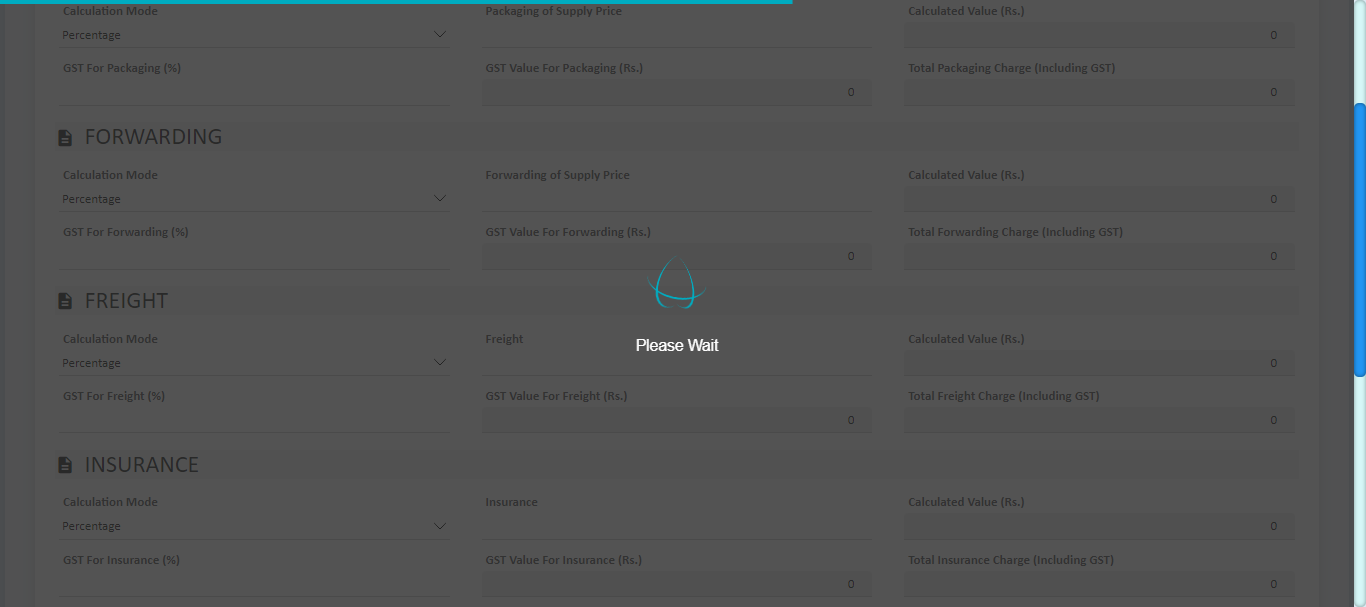 Calculation Mode Packaging of Supply Price Calculated Value (Rs.)
Percentage 0
GST For Packaging (%) GST Value For Packaging (Rs.) Total Packaging Charge (Including GST)
0 0
FORWARDING
Calculation Mode Forwarding of Supply Price Calculated Value (Rs.)
Percentage 0
GST For Forwarding (%) GST Value For Forwarding (Rs.) Total Forwarding Charge (Including GST)
0 0
FREIGHT
Calculation Mode Freight Calculated Value (Rs.)
Please Wait
Percentage 0
GST For Freight (%) GST Value For Freight (Rs.) Total Freight Charge (Including GST)
0 0
INSURANCE
Calculation Mode Insurance Calculated Value (Rs.)
Percentage 0
GST For Insurance (%) GST Value For Insurance (Rs.) Total Insurance Charge (Including GST)
0 0